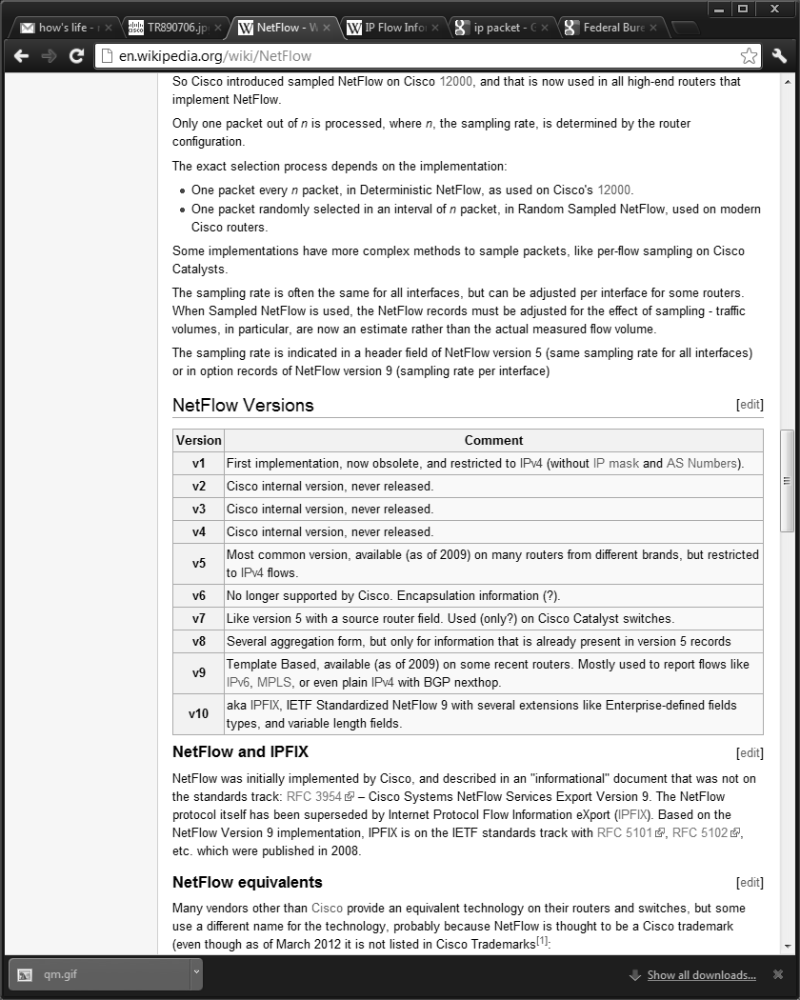 how's life -
TR890706.jp
NetFlow - W
IP Flow Info
ip packet - G
Federal Bure
en.wikipedia.org/wiki/NetFlow
So Cisco introduced sampled NetFlow on Cisco 12000, and that is now used in all high-end routers that
implement NetFlow.
Only one packet out of n is processed, where n, the sampling rate, is determined by the router
configuration.
The exact selection process depends on the implementation:
One packet every n packet, in Deterministic NetFlow, as used on Cisco's 12000.
One packet randomly selected in an interval of n packet, in Random Sampled NetFlow, used on modern
Cisco routers.
Some implementations have more complex methods to sample packets, like per-flow sampling on Cisco
Catalysts.
The sampling rate is often the same for all interfaces, but can be adjusted per interface for some routers.
When Sampled NetFlow is used, the NetFlow records must be adjusted for the effect of sampling - traffic
volumes, in particular, are now an estimate rather than the actual measured flow volume.
The sampling rate is indicated in a header field of NetFlow version 5 (same sampling rate for all interfaces)
or in option records of NetFlow version 9 (sampling rate per interface)
NetFlow Versions [edit]
Version Comment
v1 First implementation, now obsolete, and restricted to IPv4 (without IP mask and AS Numbers).
v2 Cisco internal version, never released.
v3 Cisco internal version, never released.
v4 Cisco internal version, never released.
v5 Most common version, available (as of 2009) on many routers from different brands, but restricted
to IPv4 flows.
v6 No longer supported by Cisco. Encapsulation information (?).
v7 Like version 5 with a source router field. Used (only?) on Cisco Catalyst switches.
v8 Several aggregation form, but only for information that is already present in version 5 records
v9 Template Based, available (as of 2009) on some recent routers. Mostly used to report flows like
IPv6, MPLS, or even plain IPv4 with BGP nexthop.
v10 aka IPFIX, IETF Standardized NetFlow 9 with several extensions like Enterprise-defined fields
types, and variable length fields.
NetFlow and IPFIX [edit]
NetFlow was initially implemented by Cisco, and described in an "informational" document that was not on
the standards track: RFC 3954 – Cisco Systems NetFlow Services Export Version 9. The NetFlow
protocol itself has been superseded by Internet Protocol Flow Information eXport (IPFIX). Based on the
NetFlow Version 9 implementation, IPFIX is on the IETF standards track with RFC 5101, RFC 5102,
etc. which were published in 2008.
NetFlow equivalents [edit]
Many vendors other than Cisco provide an equivalent technology on their routers and switches, but some
use a different name for the technology, probably because NetFlow is thought to be a Cisco trademark
(even though as of March 2012 it is not listed in Cisco Trademarks[1]:
qm.gif
Show all downloads...